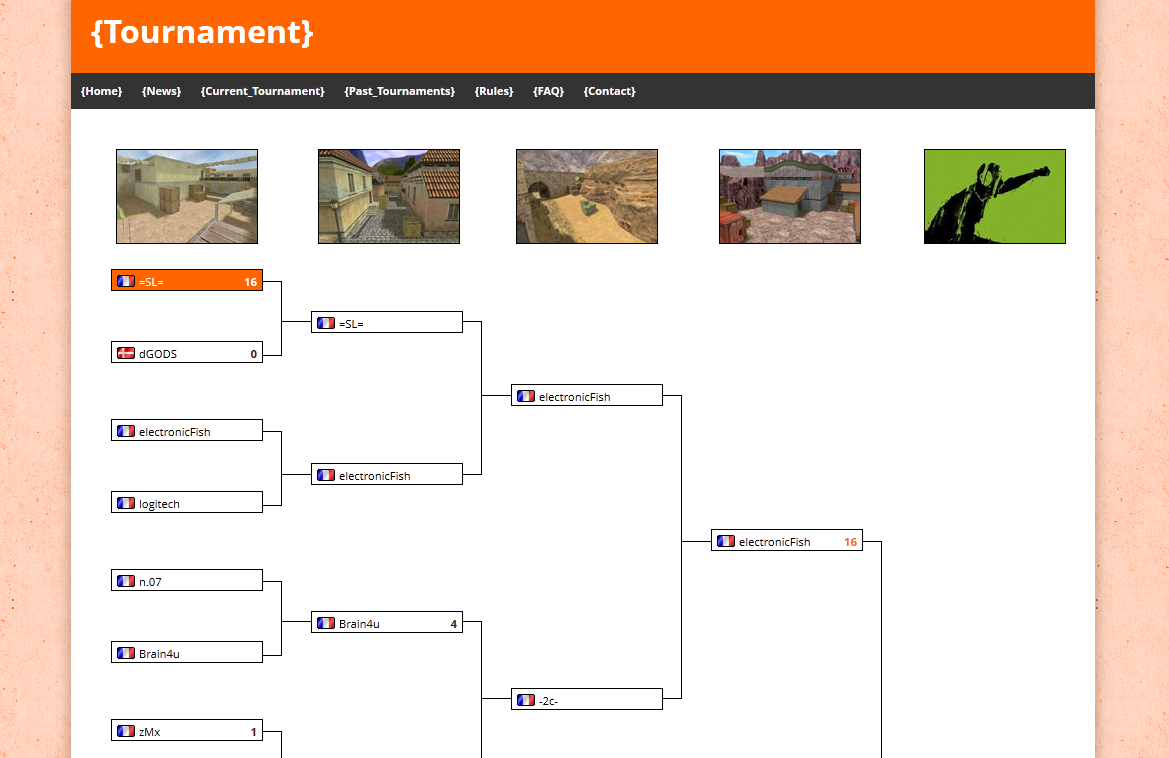 {Tournament}
{Home} {News} {Current_Tournament} {Past_Tournaments} {Rules} {FAQ} {Contact}
=SL= 16
=SL=
dGODS 0
electronicFish
electronicFish
electronicFish
logitech
electronicFish 16
n.07
Brain4u 4
Brain4u
-2c-
zMx 1